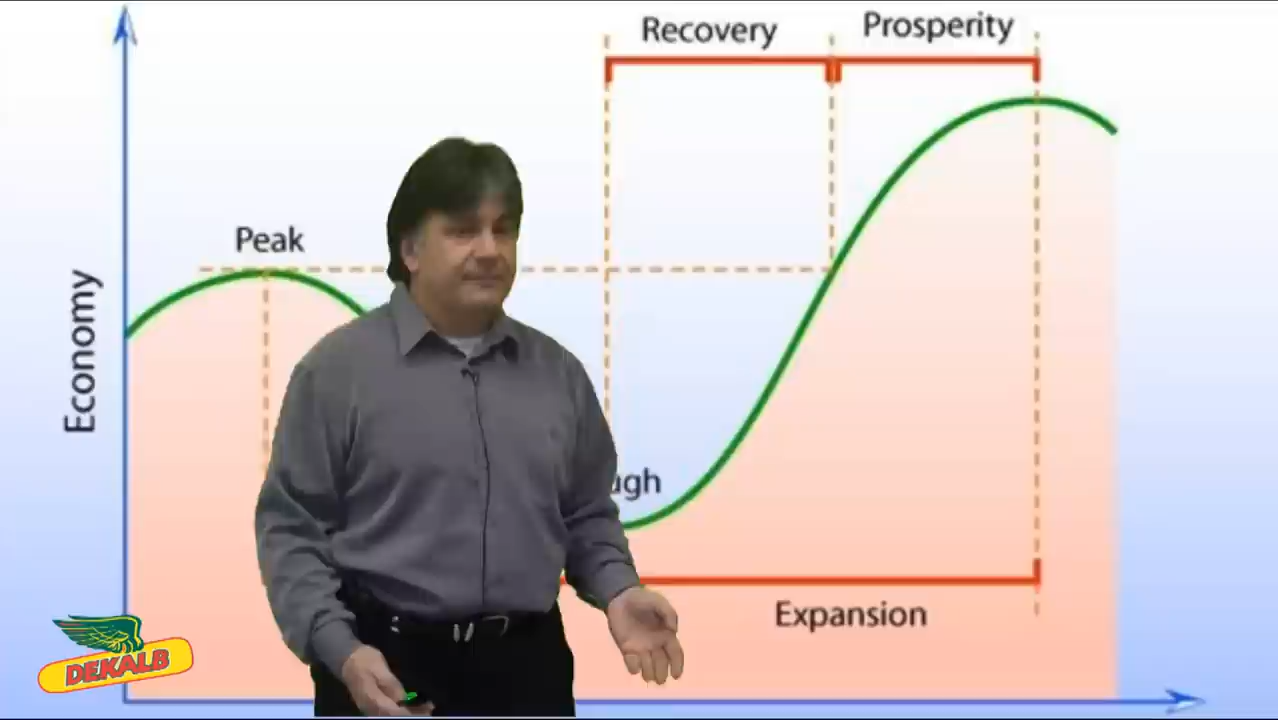 Recovery
Prosperity
Peak
Economy
ugh
Expansion
DEKALB